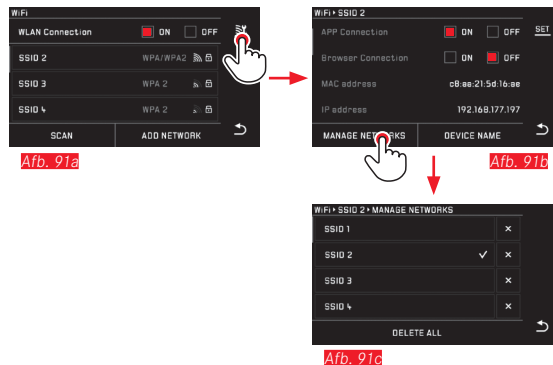 WiFi
WLAN Connection ON OFF
SSID 2 WPA/WPA2
SSID 3 WPA 2
SSID 4 WPA 2
SCAN ADD NETWORK
Afb. 91a
WiFi ▸ SSID 2
APP Connection ON OFF
SET
Browser Connection ON OFF
MAC address c8:aa:21:5d:16:ae
IP address 192.168.177.197
MANAGE NETWORKS DEVICE NAME
Afb. 91b
WiFi ▸ SSID 2 ▸ MANAGE NETWORKS
SSID 1 ×
SSID 2 ✓ ×
SSID 3 ×
SSID 4 ×
DELETE ALL
Afb. 91c